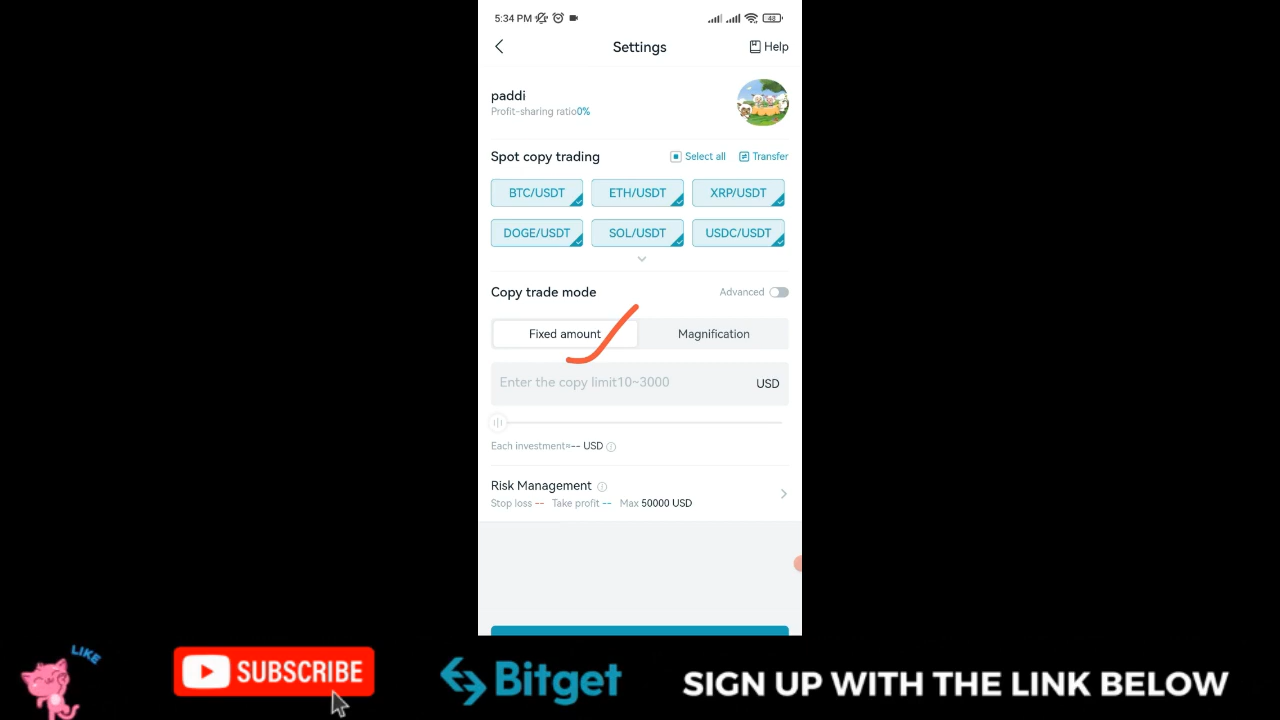 5:34 PM
48
Settings
Help
paddi
Profit-sharing ratio0%
Spot copy trading
Select all
Transfer
BTC/USDT
ETH/USDT
XRP/USDT
DOGE/USDT
SOL/USDT
USDC/USDT
Copy trade mode
Advanced
Fixed amount
Magnification
Enter the copy limit10~3000
USD
Each investment≈-- USD
Risk Management
Stop loss -- Take profit -- Max 50000 USD
LIKE
SUBSCRIBE
Bitget
SIGN UP WITH THE LINK BELOW